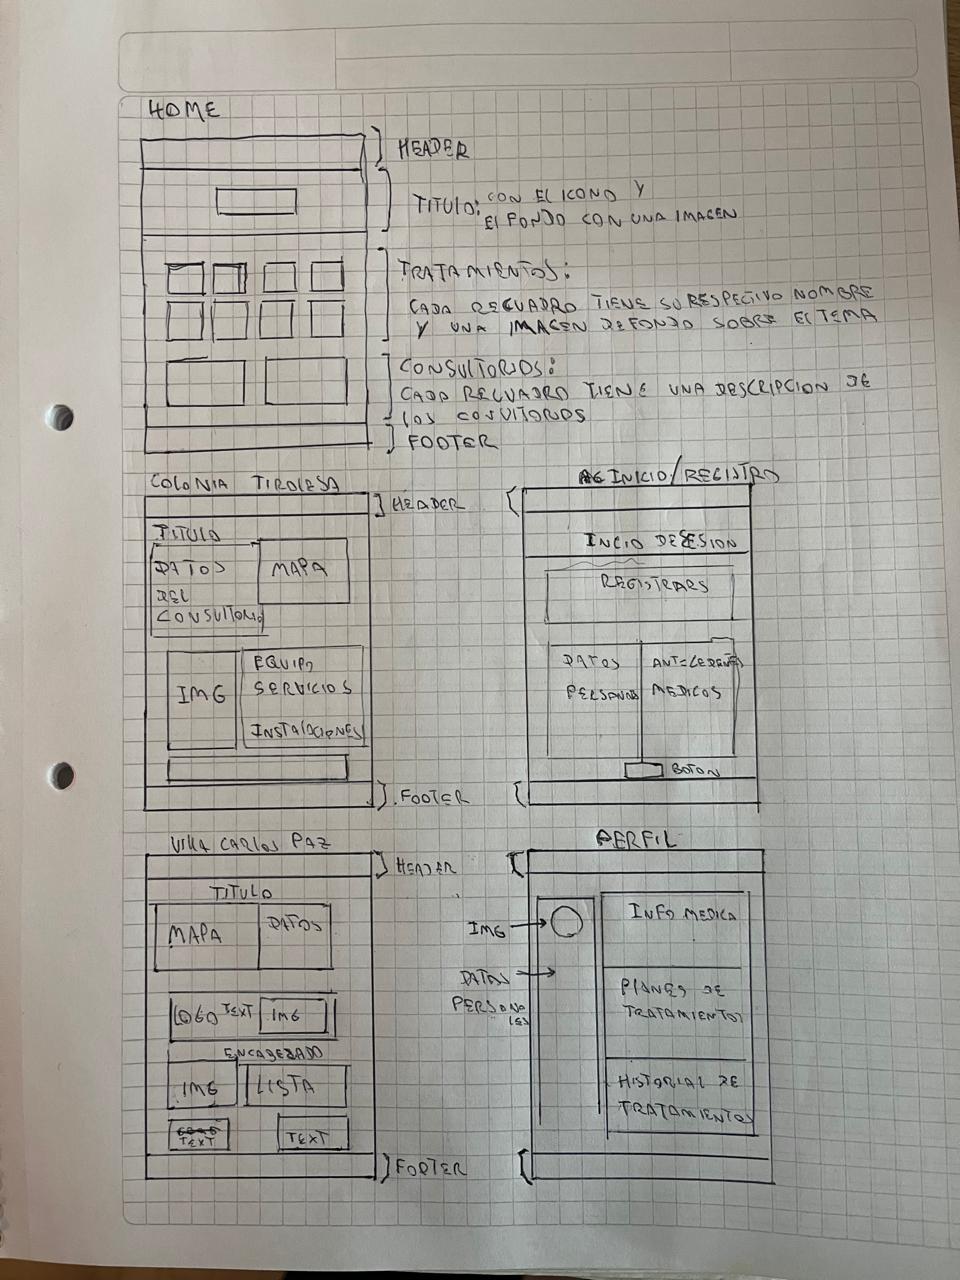 HOME
HEADER
TITULO: CON EL ICONO Y
El FONDO CON UNA IMAGEN
TRATAMIENTOS:
CADA RECUADRO TIENE SU RESPECTIVO NOMBRE
Y UNA IMAGEN DE FONDO SOBRE El TEMA
CONSULTORIOS:
CADA RECUADRO TIENE UNA DESCRIPCION DE
LOS CONSULTORIOS
FOOTER
COLONIA TIROLESA
HEADER
TITULO
DATOS
DEL
CONSULTORIO
MAPA
IMG
EQUIPO
SERVICIOS
INSTALACIONES
FOOTER
INICIO/REGISTRO
INCIO DE SESION
REGISTRARS
DATOS
PERSONAS
ANTECEDENTES
MEDICOS
BOTON
VILLA CARLOS PAZ
HEADER
TITULO
MAPA
DATOS
LOGO TEXT
IMG
ENCABEZADO
IMG
LISTA
TEXT
TEXT
FOOTER
PERFIL
IMG
DATOS
PERSONA
LES
INFO MEDICA
PLANES DE
TRATAMIENTOS
HISTORIAL DE
TRATAMIENTOS